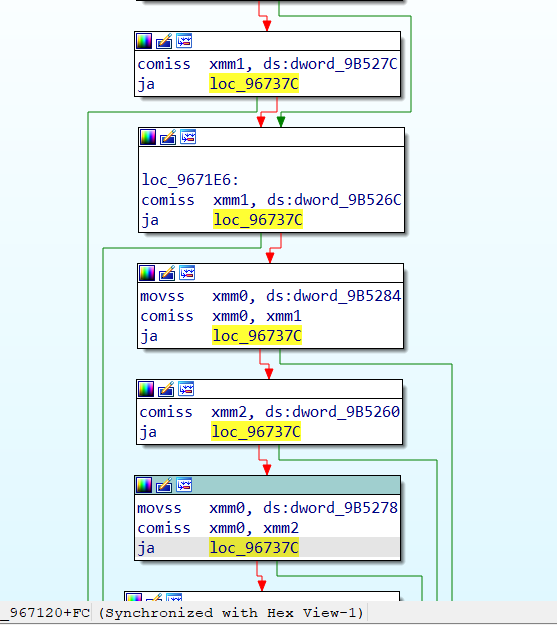 comiss  xmm1, ds:dword_9B527C
ja      loc_96737C
loc_9671E6:
comiss  xmm1, ds:dword_9B526C
ja      loc_96737C
movss   xmm0, ds:dword_9B5284
comiss  xmm0, xmm1
ja      loc_96737C
comiss  xmm2, ds:dword_9B5260
ja      loc_96737C
movss   xmm0, ds:dword_9B5278
comiss  xmm0, xmm2
ja      loc_96737C
_967120+FC (Synchronized with Hex View-1)